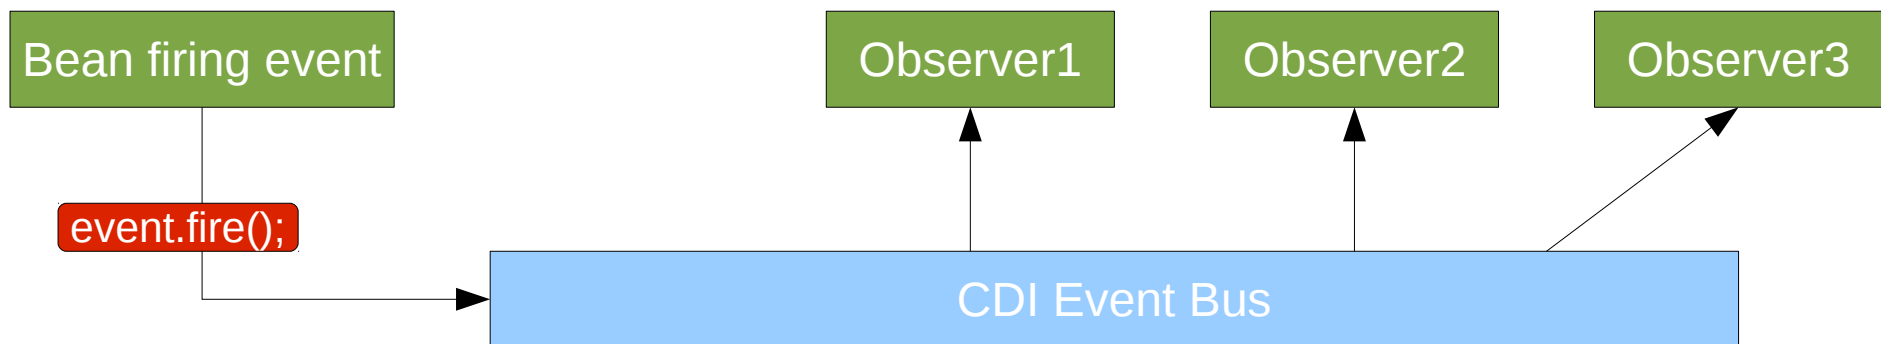 Bean firing event
Observer1
Observer2
Observer3
event.fire();
CDI Event Bus